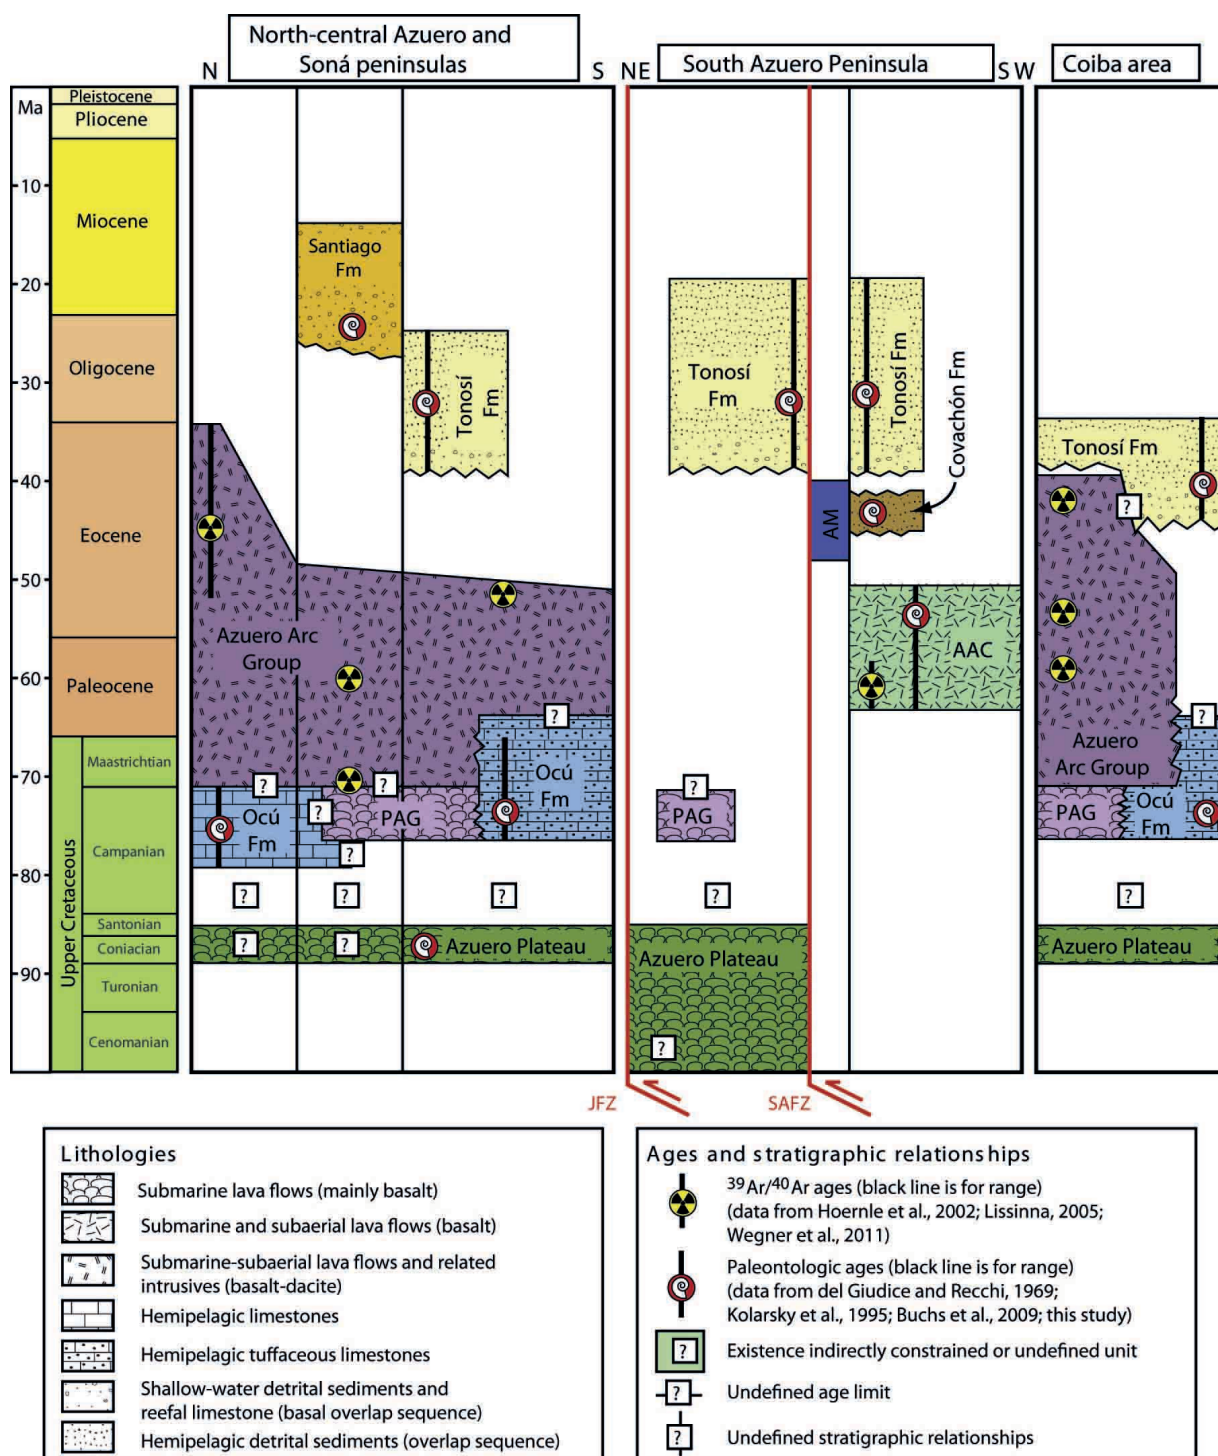 North-central Azuero and
Soná peninsulas
N
S
NE
South Azuero Peninsula
SW
Coiba area
Ma
Pleistocene
Pliocene
10
Miocene
Santiago
Fm
20
Oligocene
30
Tonosí
Fm
Tonosí
Fm
Tonosí Fm
Covachón Fm
Tonosí Fm
40
Eocene
AM
?
50
Azuero Arc
Group
AAC
Paleocene
60
?
?
Upper Cretaceous
Maastrichtian
Azuero
Arc Group
70
?
?
?
Ocú
Fm
?
PAG
Ocú
Fm
PAG
PAG
Ocú
Fm
Campanian
?
80
?
?
?
?
?
Santonian
Coniacian
?
?
Azuero Plateau
Azuero Plateau
Azuero Plateau
90
Turonian
Cenomanian
?
JFZ
SAFZ
Lithologies
Submarine lava flows (mainly basalt)
Submarine and subaerial lava flows (basalt)
Submarine-subaerial lava flows and related
intrusives (basalt-dacite)
Hemipelagic limestones
Hemipelagic tuffaceous limestones
Shallow-water detrital sediments and
reefal limestone (basal overlap sequence)
Hemipelagic detrital sediments (overlap sequence)
Ages and stratigraphic relationships
39Ar/40Ar ages (black line is for range)
(data from Hoernle et al., 2002; Lissinna, 2005;
Wegner et al., 2011)
Paleontologic ages (black line is for range)
(data from del Giudice and Recchi, 1969;
Kolarsky et al., 1995; Buchs et al., 2009; this study)
?
Existence indirectly constrained or undefined unit
?
Undefined age limit
?
Undefined stratigraphic relationships